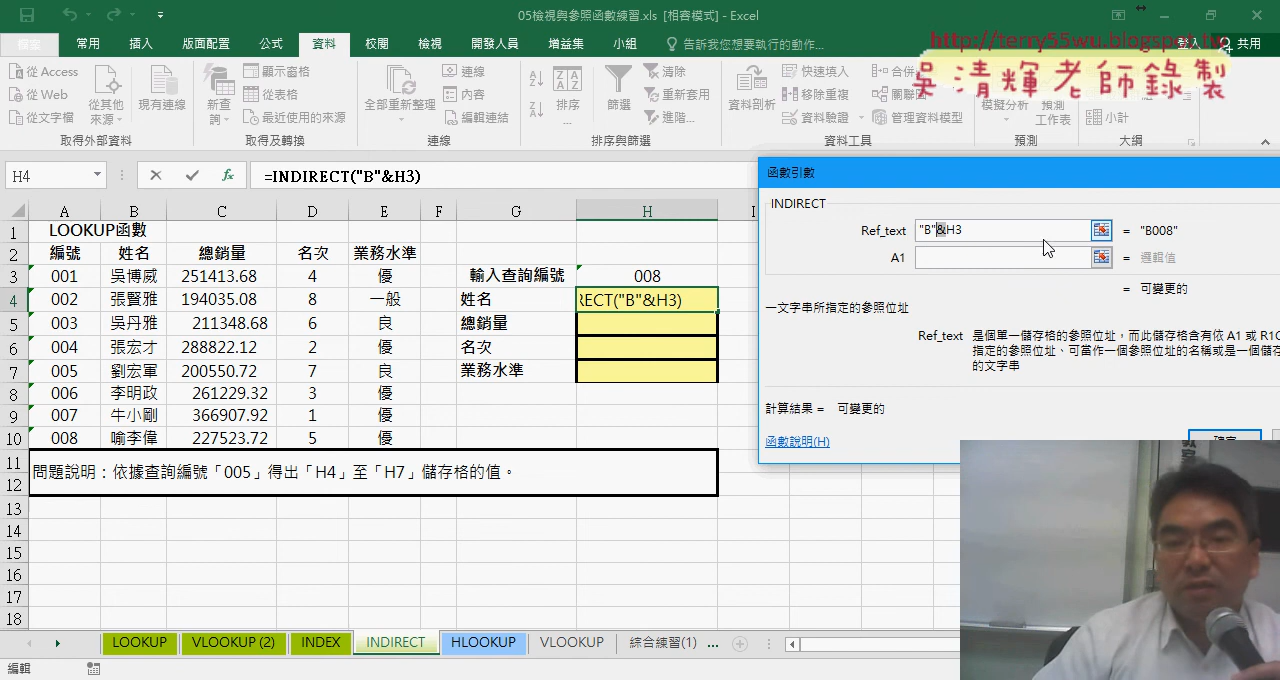 05檢視與參照函數練習.xls [相容模式] - Excel
檔案 常用 插入 版面配置 公式 資料 校閱 檢視 開發人員 增益集 小組 告訴我您想要執行的動作... 登入 共用
http://terry55wu.blogspot.tw
吳清輝老師錄製
從 Access
從 Web
從文字檔
從其他
來源
現有連線
取得外部資料
新查
詢
顯示查詢
從表格
最近使用的來源
取得及轉換
全部重新整理
連線
內容
編輯連結
連線
排序
...
篩選
清除
重新套用
進階...
排序與篩選
資料剖析
快速填入
移除重複
資料驗證
合併
關聯圖
管理資料模型
資料工具
模擬分析
預測
工作表
預測
小計
大綱
H4 fx =INDIRECT("B"&H3)
A B C D E F G H I
1 LOOKUP函數
2 編號 姓名 總銷量 名次 業務水準
3 001 吳博威 251413.68 4 優 輸入查詢編號 008
4 002 張賢雅 194035.08 8 一般 姓名 RECT("B"&H3)
5 003 吳丹雅 211348.68 6 良 總銷量
6 004 張宏才 288822.12 2 優 名次
7 005 劉宏軍 200550.72 7 良 業務水準
8 006 李明政 261229.32 3 優
9 007 牛小剛 366907.92 1 優
10 008 喻李偉 227523.72 5 優
11
問題說明：依據查詢編號「005」得出「H4」至「H7」儲存格的值。
12
13
14
15
16
17
18
函數引數
INDIRECT
Ref_text "B"&H3 = "B008"
A1 = 邏輯值
= 可變更的
一文字串所指定的參照位址
Ref_text 是個單一儲存格的參照位址，而此儲存格含有依 A1 或 R1C
指定的參照位址、可當作一個參照位址的名稱或是一個儲存
的文字串
計算結果 = 可變更的
函數說明(H)
確定
LOOKUP VLOOKUP (2) INDEX INDIRECT HLOOKUP VLOOKUP 綜合練習(1) ...
編輯